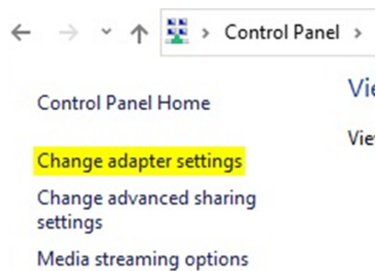 Control Panel
Control Panel Home
Change adapter settings
Change advanced sharing
settings
Media streaming options